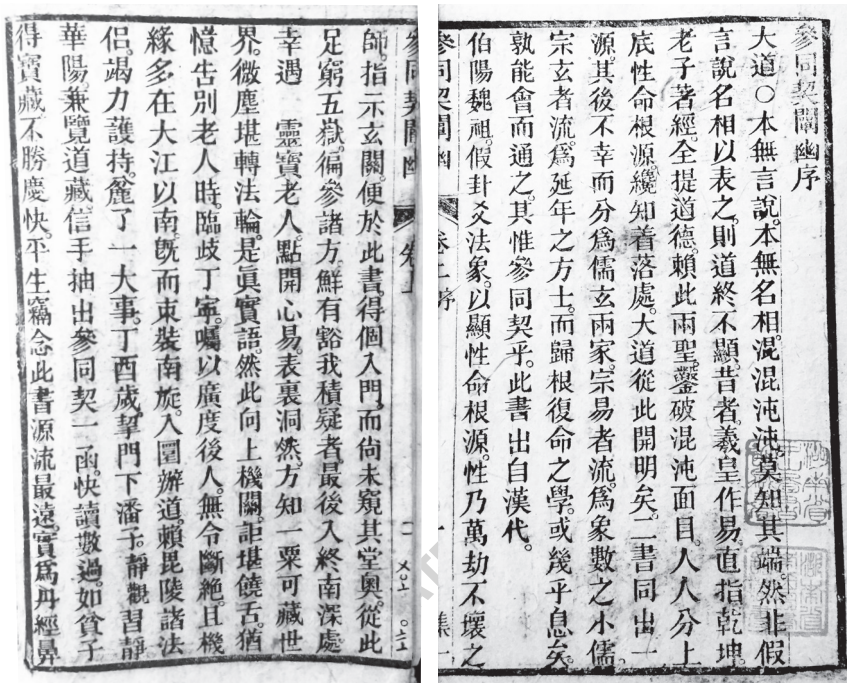 參同契闡幽序
大道〇本無言說。本無名相。混混沌沌。莫知其端。然非假
言說名相以表之。則道終不顯。昔者羲皇作易。直指乾坤。
老子著經。全提道德。賴此兩聖。鑿破混沌面目。人人分上
底性命根源。纔知着落處。大道從此開明矣。二書同出一
源。其後不幸而分爲儒玄兩家。宗易者流。爲象數之小儒。
宗玄者流。爲延年之方士。而歸根復命之學。或幾乎息矣。
孰能會而通之。其惟參同契乎。此書出自漢代。
伯陽魏祖。假卦爻法象。以顯性命根源。性乃萬劫不壞之
參同契闡幽 卷上序 一 集一
參同契闡幽 卷上 一
師。指示玄關。便於此書。得個入門。而尙未窺其堂奧。從此
足窮五嶽。徧參諸方。鮮有豁我積疑者。最後入終南深處
幸遇 靈寶老人。點開心易。表裏洞然。方知一粟可藏世
界。微塵堪轉法輪。是眞實語。然此向上機關。詎堪饒舌。猶
憶告別老人時。臨歧丁寧。囑以廣度後人。無令斷絶。且機
緣多在大江以南。旣而束裝南旋。入圜辦道。賴毘陵諸法
侶。竭力護持。麄了一大事。丁酉歲。挈門下潘子。靜觀習靜
華陽。兼覽道藏。信手抽出參同契一函。快讀數過。如貧子
得寶藏。不勝慶快。平生竊念此書源流最遠。實爲丹經鼻